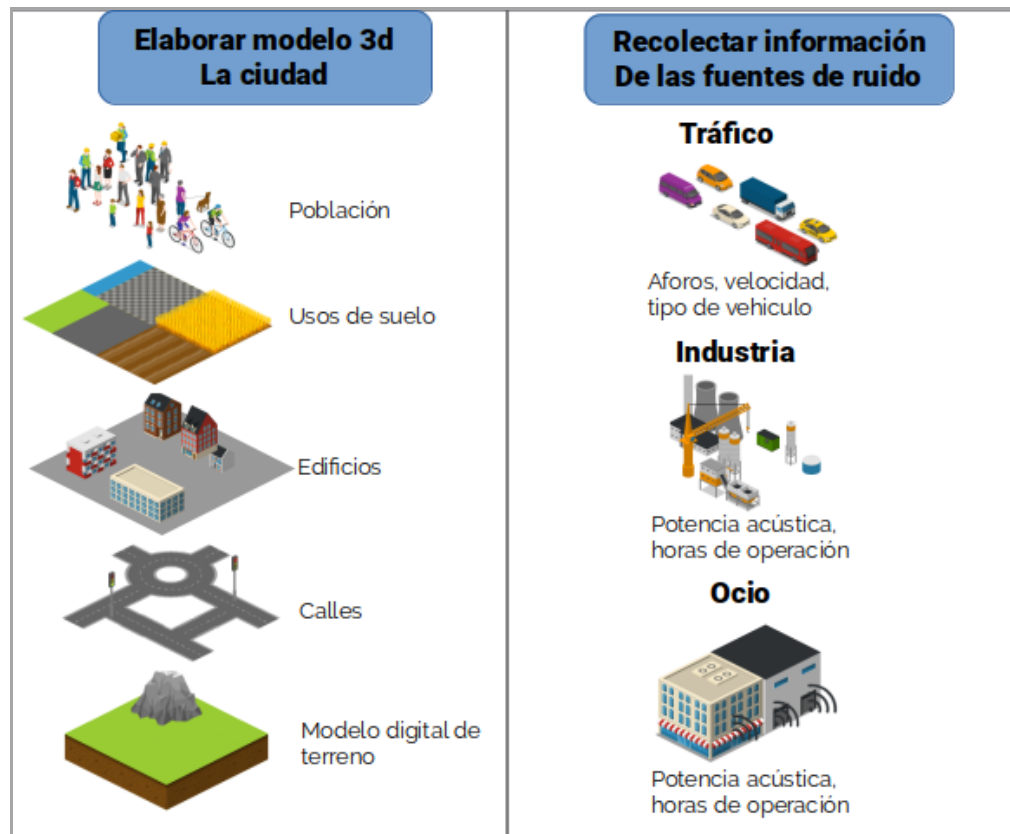 Elaborar modelo 3d
La ciudad
Población
Usos de suelo
Edificios
Calles
Modelo digital de
terreno
Recolectar información
De las fuentes de ruido
Tráfico
Aforos, velocidad,
tipo de vehiculo
Industria
Potencia acústica,
horas de operación
Ocio
Potencia acústica,
horas de operación